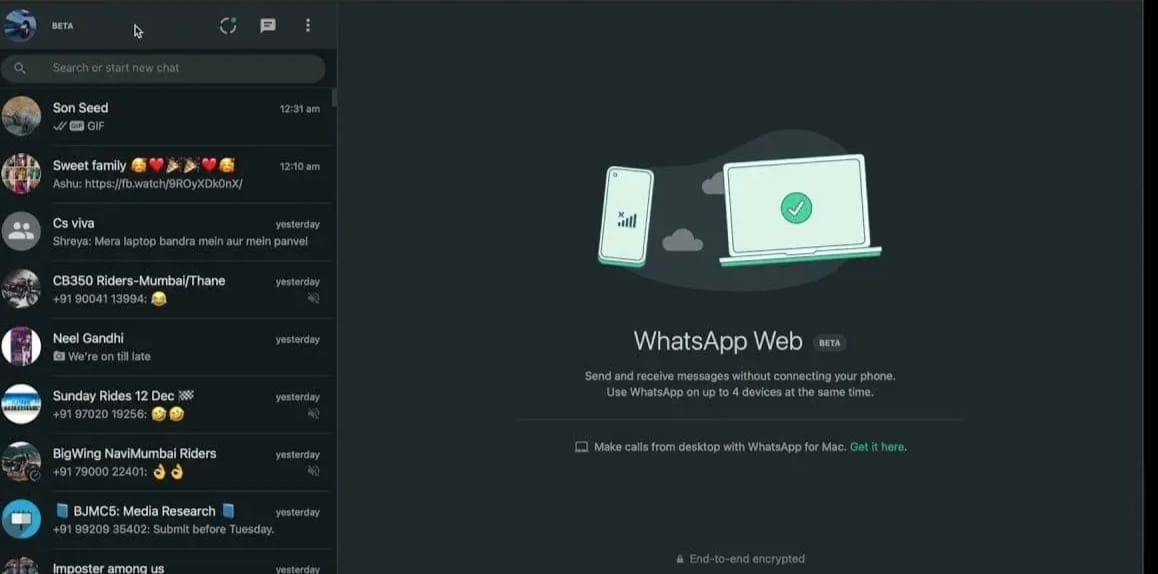 BETA
Search or start new chat
Son Seed
12:31 am
GIF GIF
Sweet family 🥰❤️🎉🎉❤️🥰
12:10 am
Ashu: https://fb.watch/9ROyXDk0nX/
Cs viva
yesterday
Shreya: Mera laptop bandra mein aur mein panvel
CB350 Riders-Mumbai/Thane
yesterday
+91 90041 13994: 😂
Neel Gandhi
yesterday
We're on till late
Sunday Rides 12 Dec 🏁
yesterday
+91 97020 19256: 🤣🤣
BigWing NaviMumbai Riders
yesterday
+91 79000 22401: 👌👌
📘 BJMC5: Media Research 📘
yesterday
+91 99209 35402: Submit before Tuesday.
Imposter among us
yesterday
WhatsApp Web BETA
Send and receive messages without connecting your phone.
Use WhatsApp on up to 4 devices at the same time.
Make calls from desktop with WhatsApp for Mac. Get it here.
End-to-end encrypted